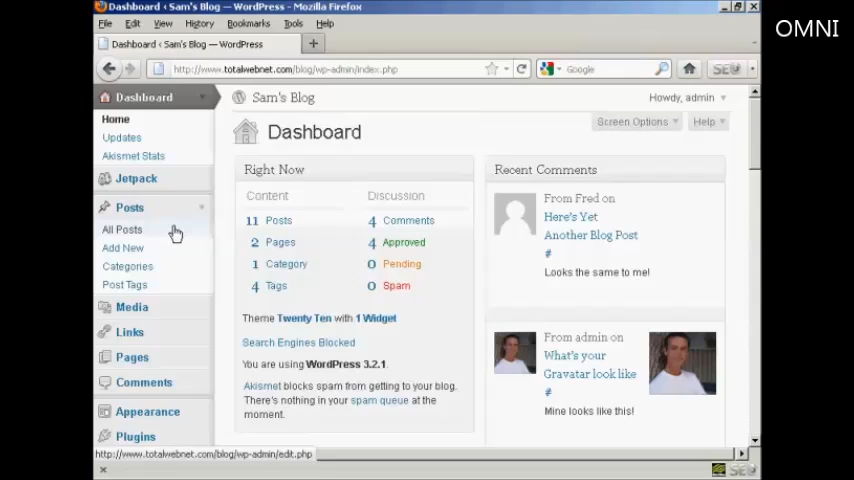 Dashboard ‹ Sam's Blog — WordPress - Mozilla Firefox
OMNI
File Edit View History Bookmarks Tools Help
Dashboard ‹ Sam's Blog — WordPress
http://www.totalwebnet.com/blog/wp-admin/index.php
Google
SEO
Dashboard
Sam's Blog
Howdy, admin
Home
Updates
Akismet Stats
Jetpack
Posts
All Posts
Add New
Categories
Post Tags
Media
Links
Pages
Comments
Appearance
Plugins
Dashboard
Screen Options
Help
Right Now
Content
Discussion
11 Posts
4 Comments
2 Pages
4 Approved
1 Category
0 Pending
4 Tags
0 Spam
Theme Twenty Ten with 1 Widget
Search Engines Blocked
You are using WordPress 3.2.1.
Akismet blocks spam from getting to your blog.
There's nothing in your spam queue at the
moment.
Recent Comments
From Fred on
Here's Yet
Another Blog Post
#
Looks the same to me!
From admin on
What's your
Gravatar look like
#
Mine looks like this!
http://www.totalwebnet.com/blog/wp-admin/edit.php
SEO